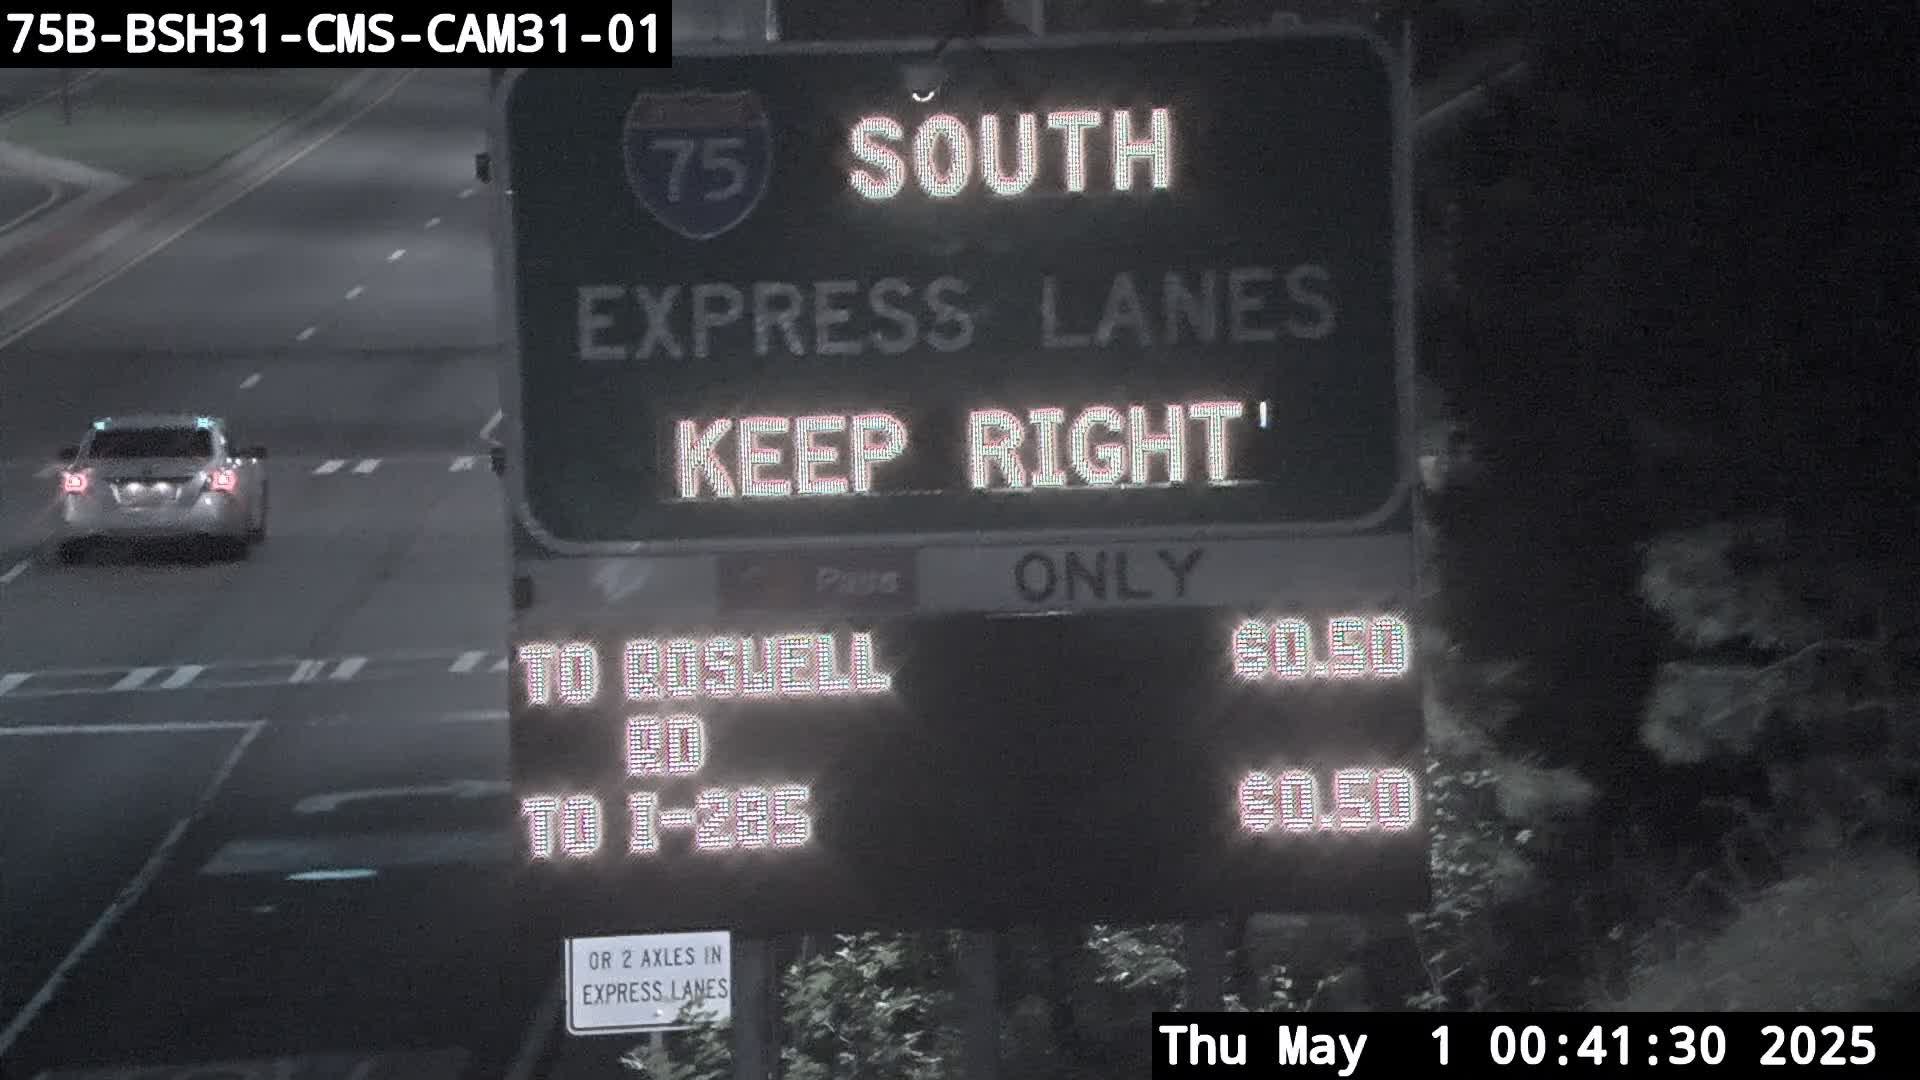 75B-BSH31-CMS-CAM31-01
75 SOUTH
EXPRESS LANES
KEEP RIGHT
Pass ONLY
TO ROSWELL $0.50
RD
TO I-285 $0.50
OR 2 AXLES IN
EXPRESS LANES
Thu May 1 00:41:30 2025